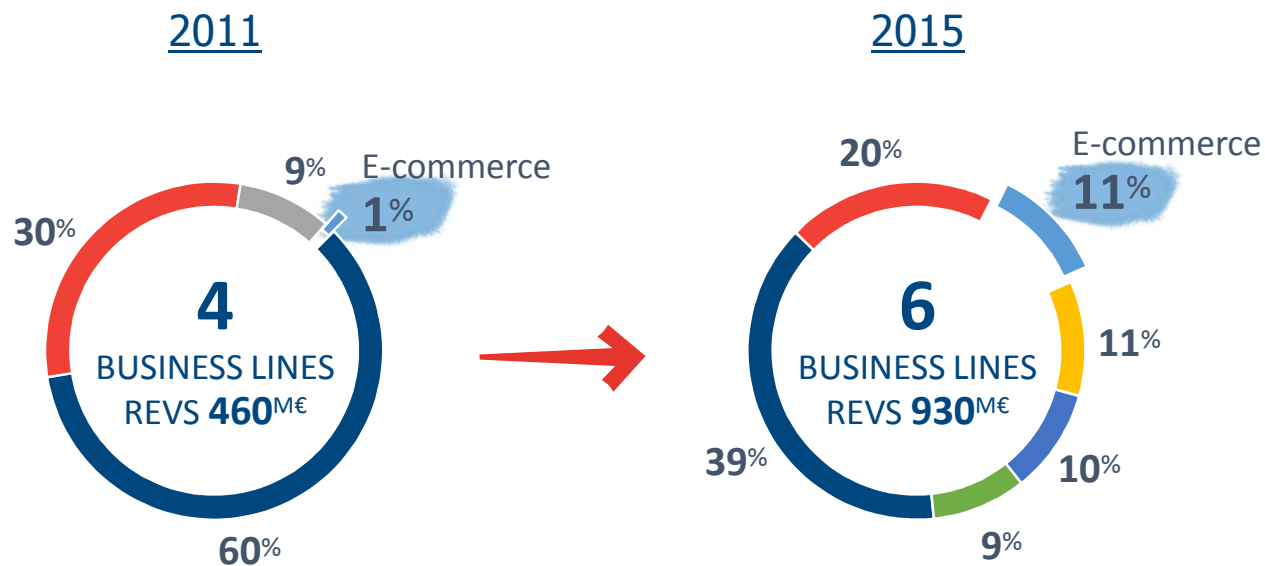 2011
9%
E-commerce
1%
30%
4
BUSINESS LINES
REVS 460M€
60%
2015
20%
E-commerce
11%
6
BUSINESS LINES
REVS 930M€
11%
39%
10%
9%